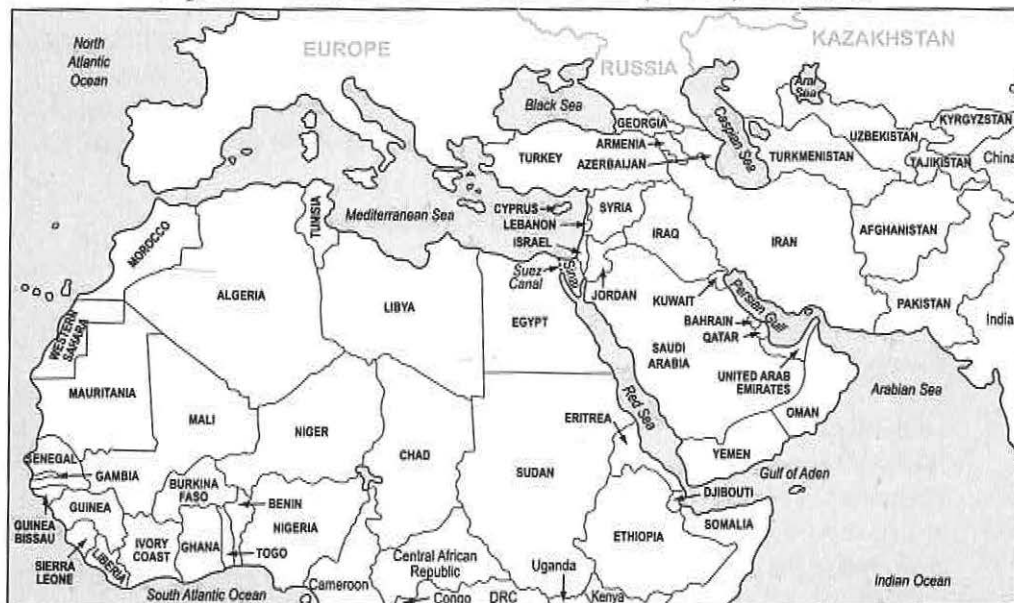 North
Atlantic
Ocean
EUROPE
RUSSIA
KAZAKHSTAN
Black Sea
Caspian Sea
Aral
Sea
GEORGIA
ARMENIA
AZERBAIJAN
TURKEY
UZBEKISTAN
KYRGYZSTAN
TURKMENISTAN
TAJIKISTAN
China
Mediterranean Sea
CYPRUS
LEBANON
ISRAEL
SYRIA
IRAQ
IRAN
AFGHANISTAN
MOROCCO
TUNISIA
ALGERIA
LIBYA
EGYPT
Suez
Canal
Sinai
JORDAN
KUWAIT
Persian Gulf
PAKISTAN
India
BAHRAIN
QATAR
WESTERN
SAHARA
SAUDI
ARABIA
UNITED ARAB
EMIRATES
Arabian Sea
MAURITANIA
MALI
NIGER
CHAD
SUDAN
Red Sea
ERITREA
OMAN
YEMEN
Gulf of Aden
SENEGAL
GAMBIA
BURKINA
FASO
BENIN
DJIBOUTI
GUINEA
BISSAU
GUINEA
IVORY
COAST
GHANA
TOGO
NIGERIA
ETHIOPIA
SOMALIA
SIERRA
LEONE
LIBERIA
Cameroon
Central African
Republic
Uganda
South Atlantic Ocean
Congo
DRC
Kenya
Indian Ocean